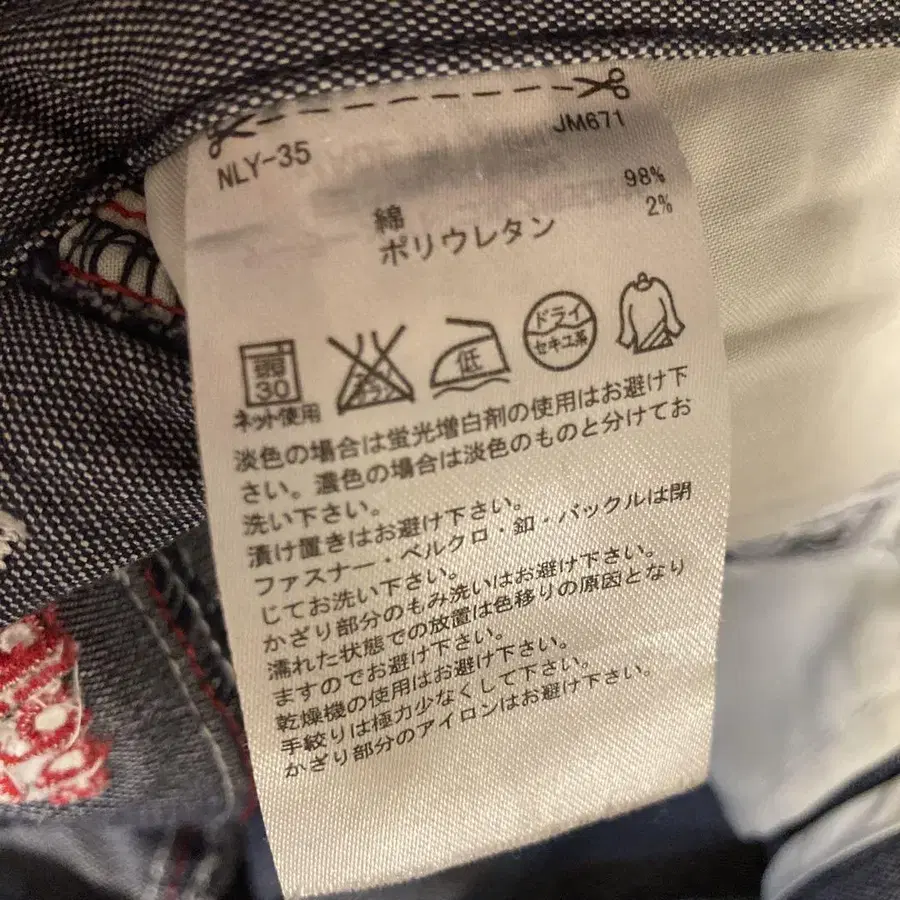 NLY-35 JM671
綿 98%
ポリウレタン 2%
弱 30 エンソサラシ 低 ドライ セキユ系
ネット使用
淡色の場合は蛍光増白剤の使用はお避け下
さい。濃色の場合は淡色のものと分けてお
洗い下さい。
漬け置きはお避け下さい。
ファスナー・ベルクロ・釦・バックルは閉
じてお洗い下さい。
かざり部分のもみ洗いはお避け下さい。
濡れた状態での放置は色移りの原因となり
ますのでお避け下さい。
乾燥機の使用はお避け下さい。
手絞りは極力少なくして下さい。
かざり部分のアイロンはお避け下さい。